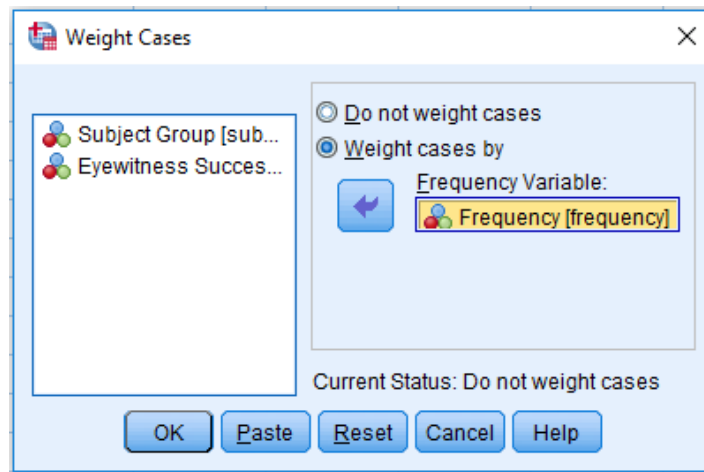 Weight Cases
Subject Group [sub...
Eyewitness Succes...
Do not weight cases
Weight cases by
Frequency Variable:
Frequency [frequency]
Current Status: Do not weight cases
OK Paste Reset Cancel Help